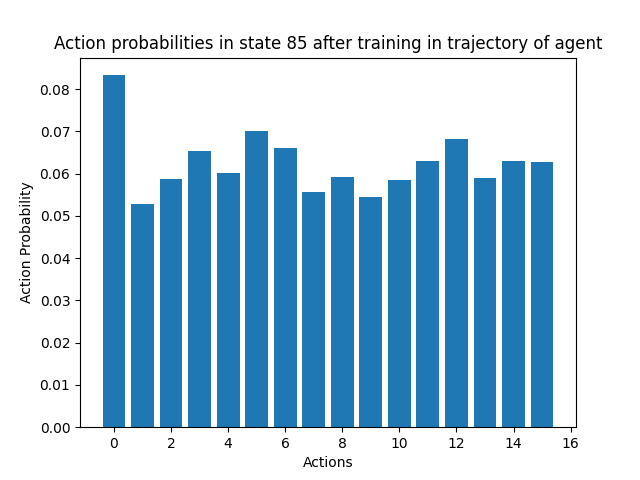 Action probabilities in state 85 after training in trajectory of agent
0.08
0.07
0.06
0.05
0.04
0.03
0.02
0.01
0.00
Action Probability
0 2 4 6 8 10 12 14 16
Actions